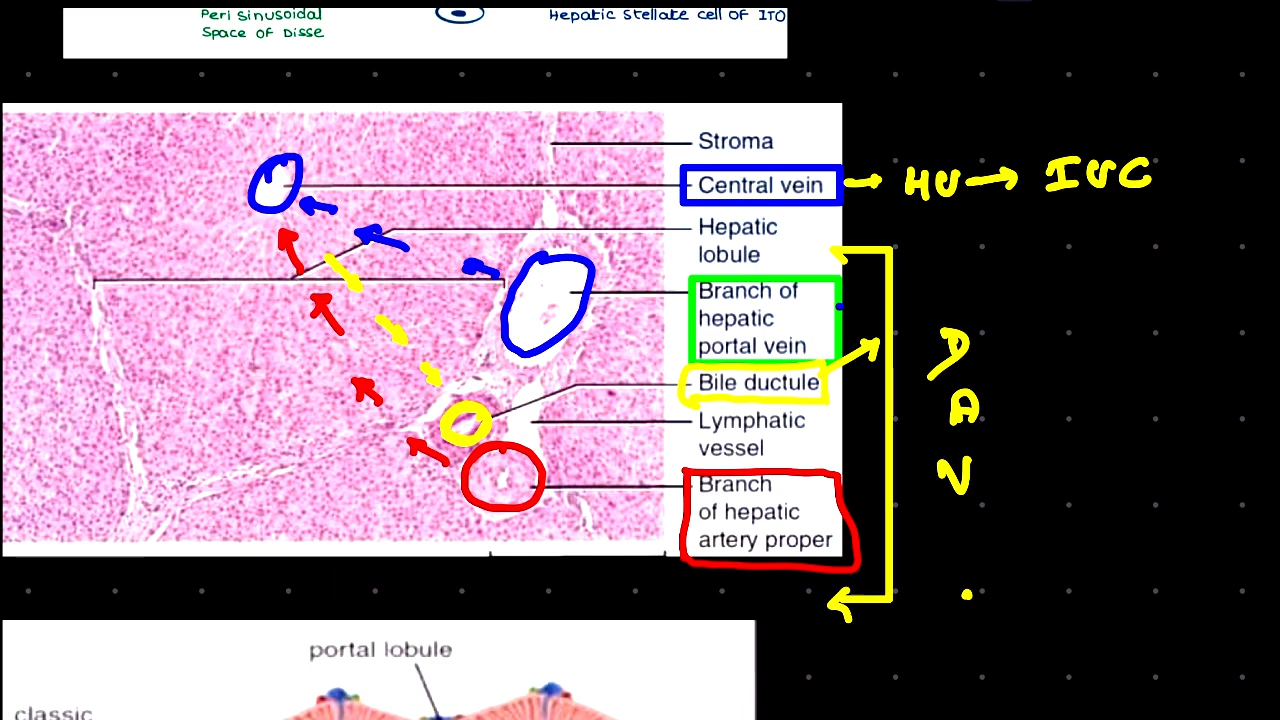 Peri Sinusoidal
Space of Disse
Hepatic Stellate cell of ITO
Stroma
Central vein → HV → IVC
Hepatic
lobule
Branch of
hepatic
portal vein
Bile ductule
Lymphatic
vessel
Branch
of hepatic
artery proper
D
A
V
portal lobule
classic